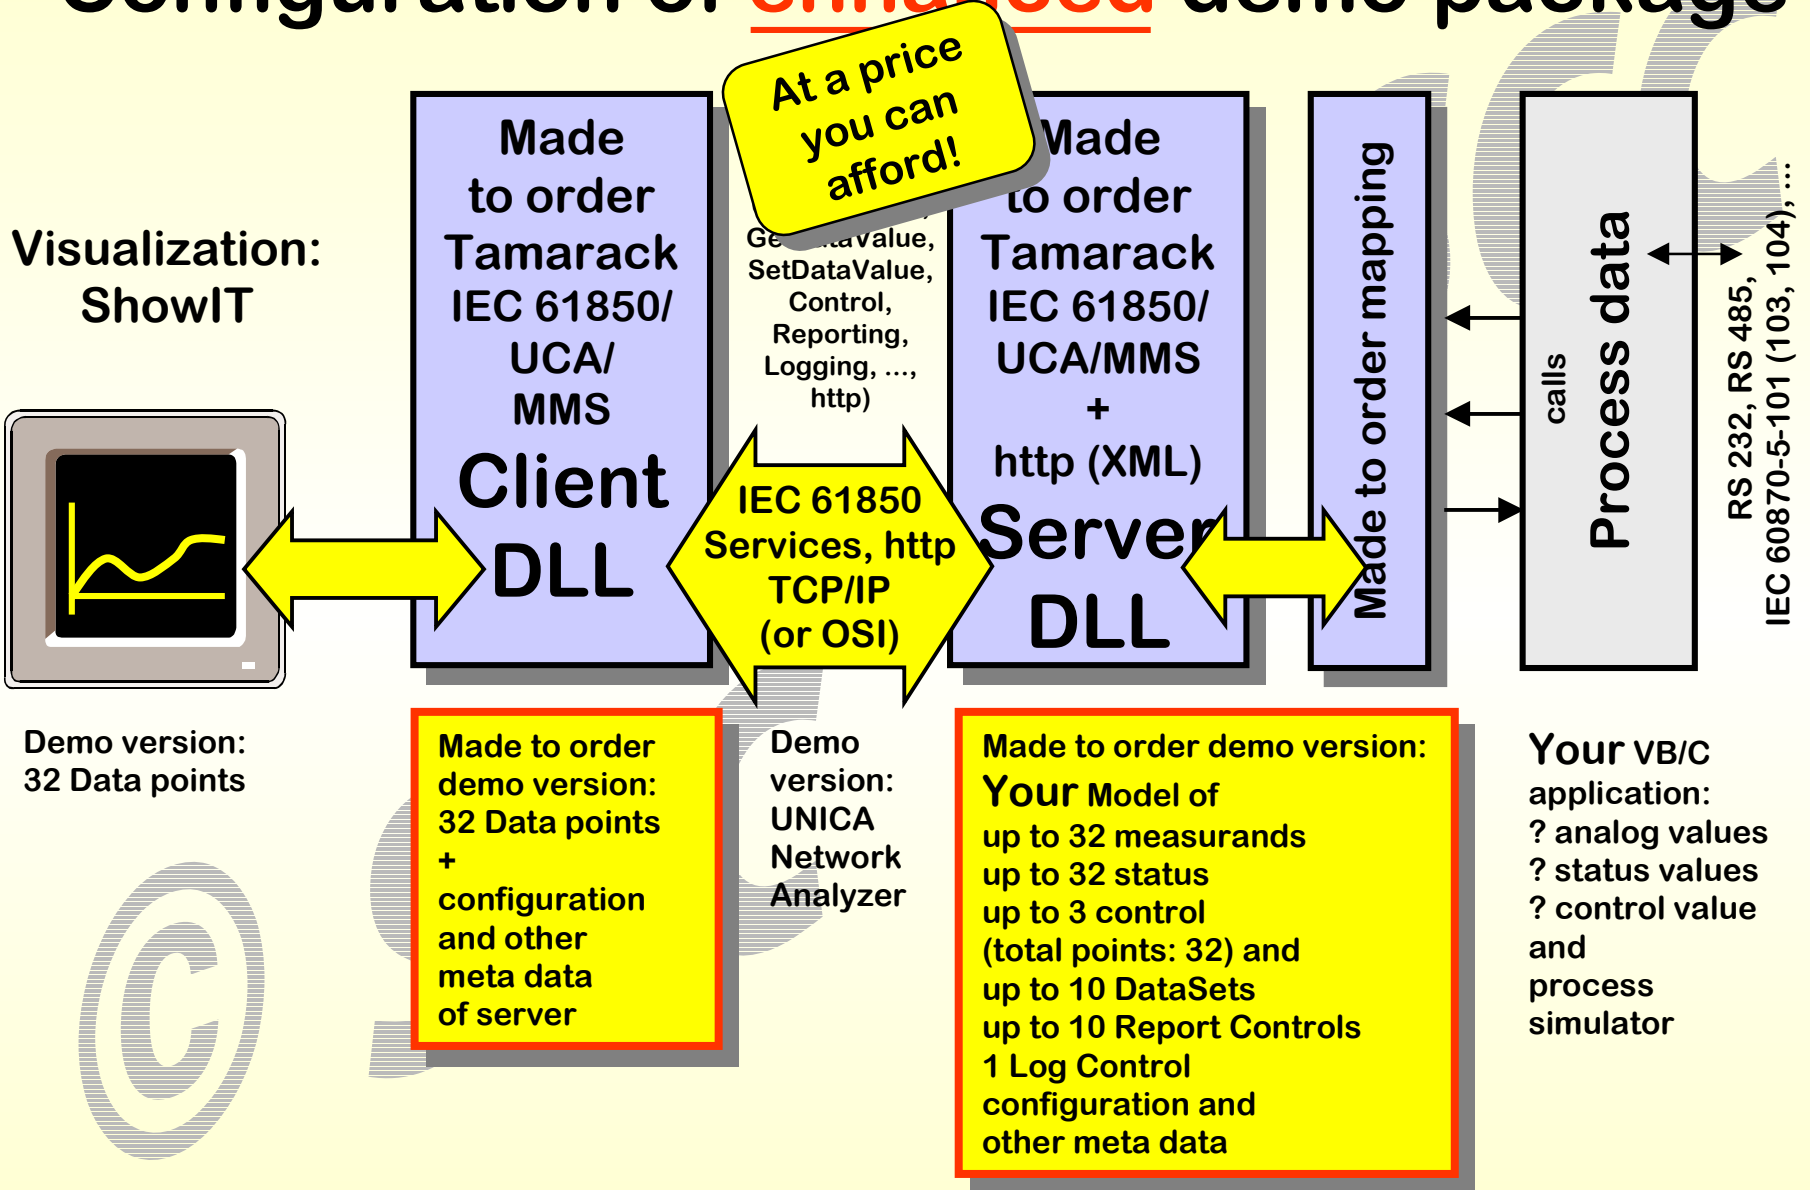 Configuration of enhanced demo package
At a price
you can
afford!
Visualization:
ShowIT
Made
to order
Tamarack
IEC 61850/
UCA/
MMS
Client
DLL
SetDataValue,
Control,
Reporting,
Logging, ...,
http)
IEC 61850
Services, http
TCP/IP
(or OSI)
Made
to order
Tamarack
IEC 61850/
UCA/MMS
+
http (XML)
Server
DLL
Made to order mapping
calls
Process data
RS 232, RS 485,
IEC 60870-5-101 (103, 104), ...
Demo version:
32 Data points
Made to order
demo version:
32 Data points
+
configuration
and other
meta data
of server
Demo
version:
UNICA
Network
Analyzer
Made to order demo version:
Your Model of
up to 32 measurands
up to 32 status
up to 3 control
(total points: 32) and
up to 10 DataSets
up to 10 Report Controls
1 Log Control
configuration and
other meta data
Your VB/C
application:
? analog values
? status values
? control value
and
process
simulator